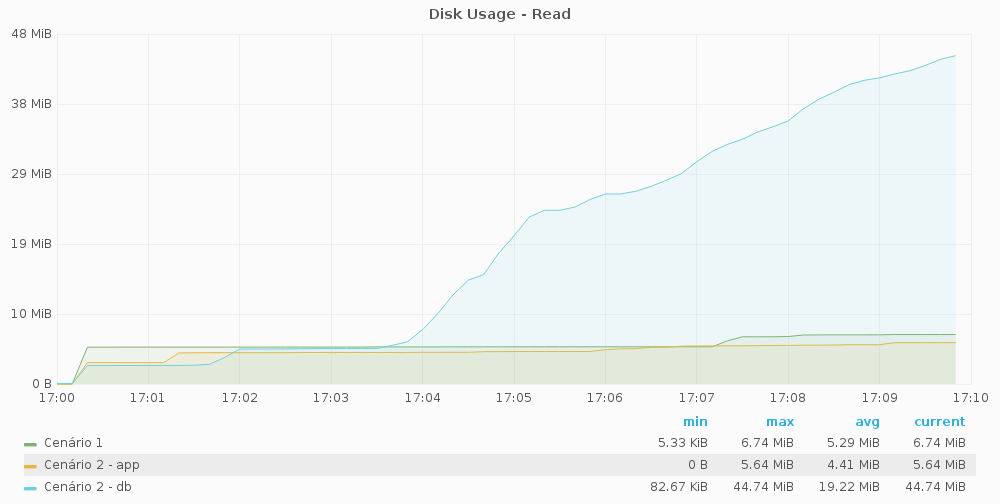 Disk Usage - Read
48 MiB
38 MiB
29 MiB
19 MiB
10 MiB
0 B
17:00 17:01 17:02 17:03 17:04 17:05 17:06 17:07 17:08 17:09 17:10
min max avg current
Cenário 1 5.33 KiB 6.74 MiB 5.29 MiB 6.74 MiB
Cenário 2 - app 0 B 5.64 MiB 4.41 MiB 5.64 MiB
Cenário 2 - db 82.67 KiB 44.74 MiB 19.22 MiB 44.74 MiB